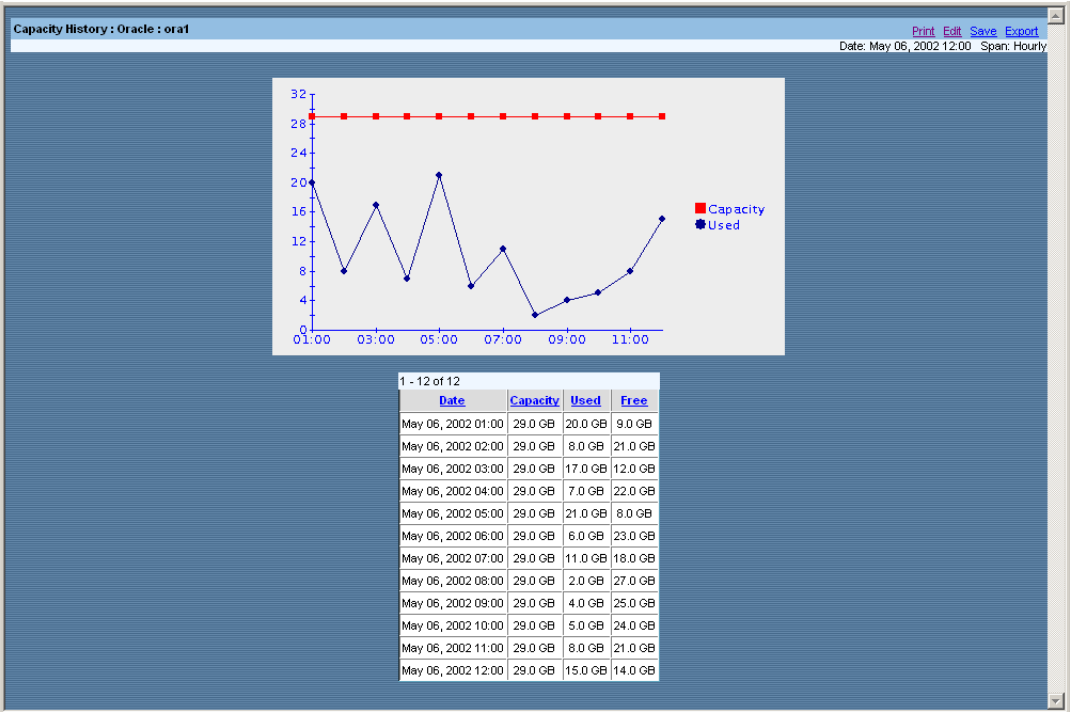 Capacity History : Oracle : ora1
Print Edit Save Export
Date: May 06, 2002 12:00 Span: Hourly
32
28
24
20
16
12
8
4
0
01:00 03:00 05:00 07:00 09:00 11:00
Capacity
Used
1 - 12 of 12
Date Capacity Used Free
May 06, 2002 01:00 29.0 GB 20.0 GB 9.0 GB
May 06, 2002 02:00 29.0 GB 8.0 GB 21.0 GB
May 06, 2002 03:00 29.0 GB 17.0 GB 12.0 GB
May 06, 2002 04:00 29.0 GB 7.0 GB 22.0 GB
May 06, 2002 05:00 29.0 GB 21.0 GB 8.0 GB
May 06, 2002 06:00 29.0 GB 6.0 GB 23.0 GB
May 06, 2002 07:00 29.0 GB 11.0 GB 18.0 GB
May 06, 2002 08:00 29.0 GB 2.0 GB 27.0 GB
May 06, 2002 09:00 29.0 GB 4.0 GB 25.0 GB
May 06, 2002 10:00 29.0 GB 5.0 GB 24.0 GB
May 06, 2002 11:00 29.0 GB 8.0 GB 21.0 GB
May 06, 2002 12:00 29.0 GB 15.0 GB 14.0 GB